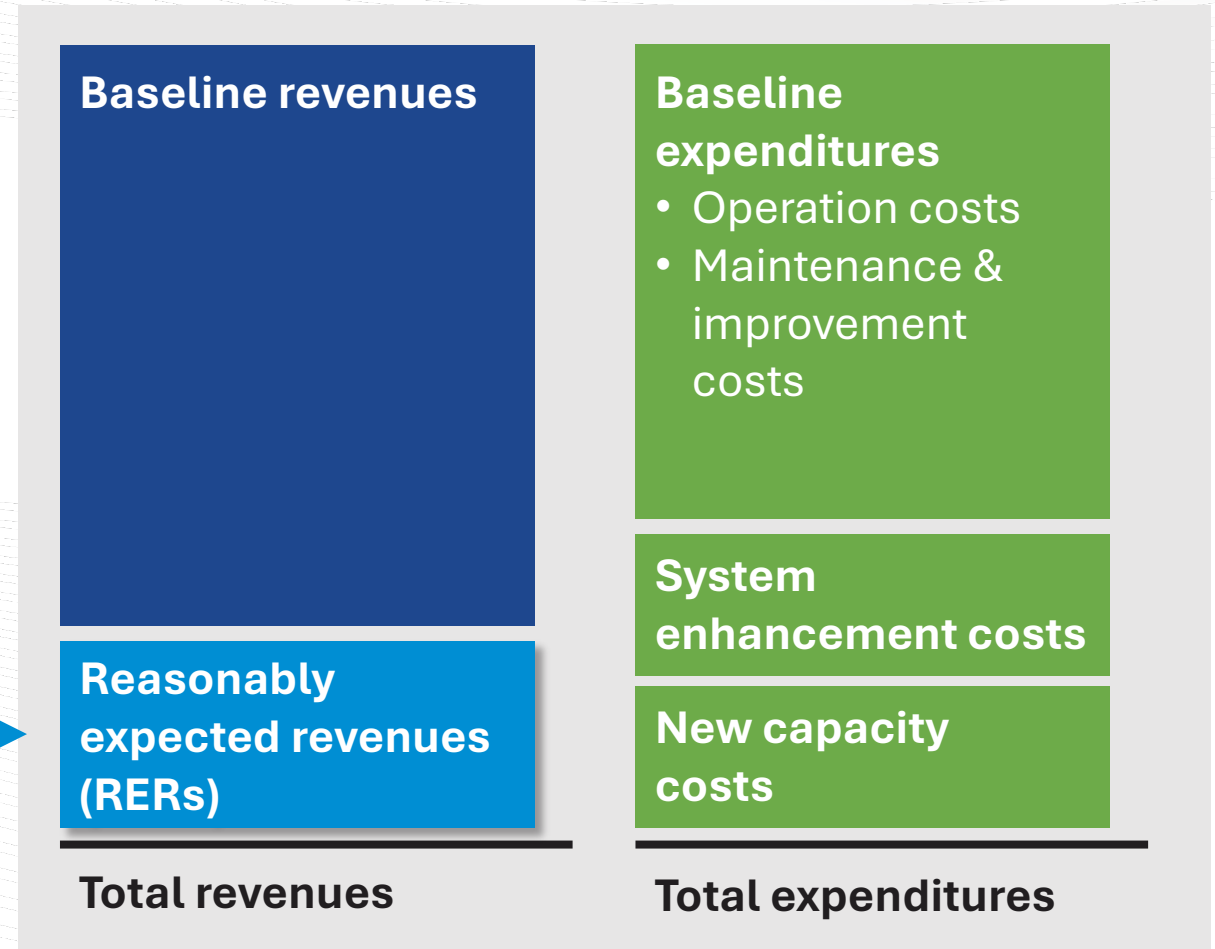 Baseline revenues
Reasonably
expected revenues
(RERs)
Total revenues
Baseline
expenditures
• Operation costs
• Maintenance &
improvement
costs
System
enhancement costs
New capacity
costs
Total expenditures